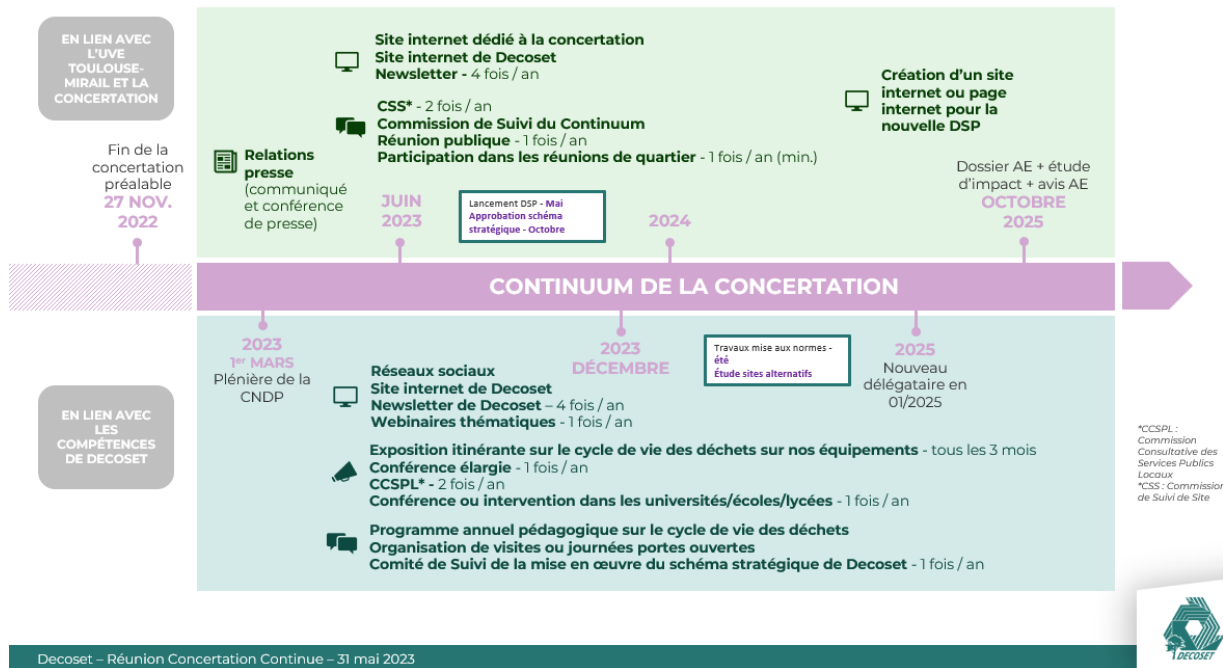 EN LIEN AVEC
L'UVE
TOULOUSE-
MIRAIL ET LA
CONCERTATION
Site internet dédié à la concertation
Site internet de Decoset
Newsletter - 4 fois / an
CSS* - 2 fois / an
Commission de Suivi du Continuum
Réunion publique - 1 fois / an
Participation dans les réunions de quartier - 1 fois / an (min.)
Création d'un site
internet ou page
internet pour la
nouvelle DSP
Fin de la
concertation
préalable
27 NOV.
2022
Relations
presse
(communiqué
et conférence
de presse)
JUIN
2023
Lancement DSP - Mai
Approbation schéma
stratégique - Octobre
2024
Dossier AE + étude
d'impact + avis AE
OCTOBRE
2025
CONTINUUM DE LA CONCERTATION
2023
1er MARS
Plénière de la
CNDP
2023
DÉCEMBRE
Travaux mise aux normes -
été
Étude sites alternatifs
2025
Nouveau
délégataire en
01/2025
EN LIEN AVEC
LES
COMPÉTENCES
DE DECOSET
Réseaux sociaux
Site internet de Decoset
Newsletter de Decoset – 4 fois / an
Webinaires thématiques - 1 fois / an
Exposition itinérante sur le cycle de vie des déchets sur nos équipements - tous les 3 mois
Conférence élargie - 1 fois / an
CCSPL* - 2 fois / an
Conférence ou intervention dans les universités/écoles/lycées - 1 fois / an
Programme annuel pédagogique sur le cycle de vie des déchets
Organisation de visites ou journées portes ouvertes
Comité de Suivi de la mise en œuvre du schéma stratégique de Decoset - 1 fois / an
*CCSPL :
Commission
Consultative des
Services Publics
Locaux
*CSS : Commission
de Suivi de Site
Decoset – Réunion Concertation Continue – 31 mai 2023
DECOSET